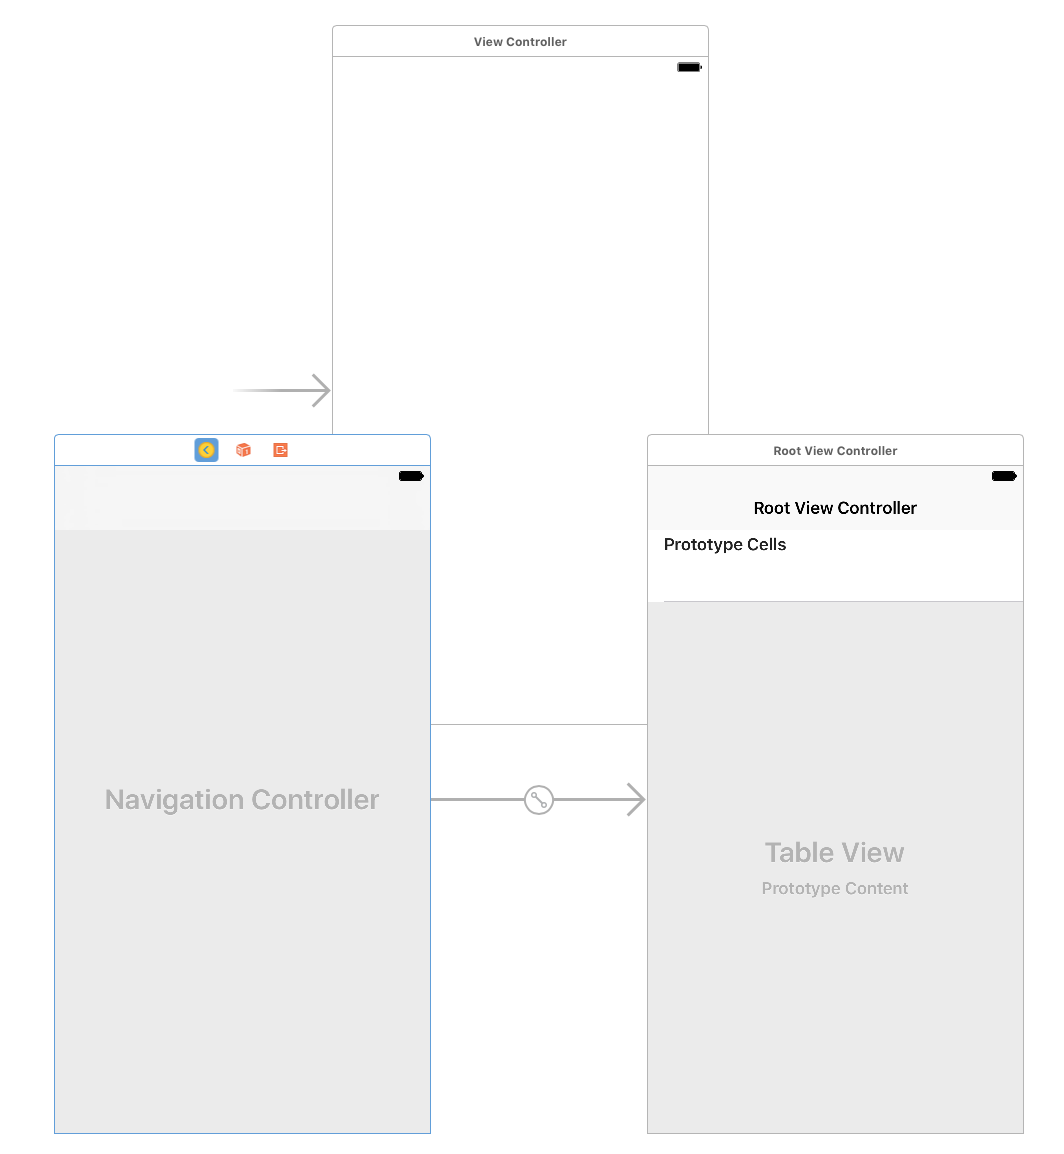 View Controller
Root View Controller
Root View Controller
Prototype Cells
Navigation Controller
Table View
Prototype Content